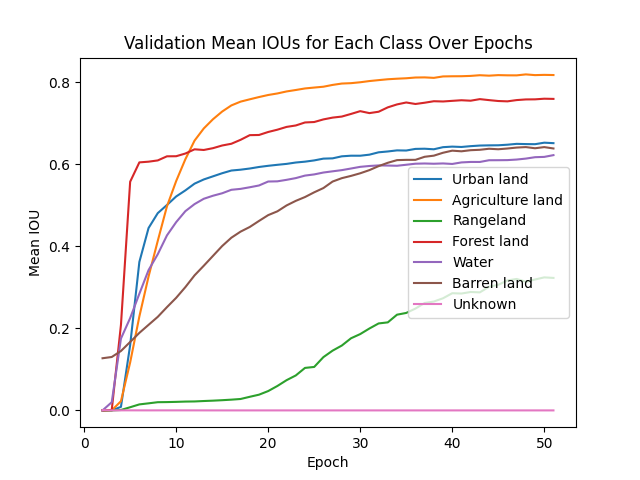 Validation Mean IOUs for Each Class Over Epochs
Mean IOU
0.8
0.6
0.4
0.2
0.0
Urban land
Agriculture land
Rangeland
Forest land
Water
Barren land
Unknown
0 10 20 30 40 50
Epoch